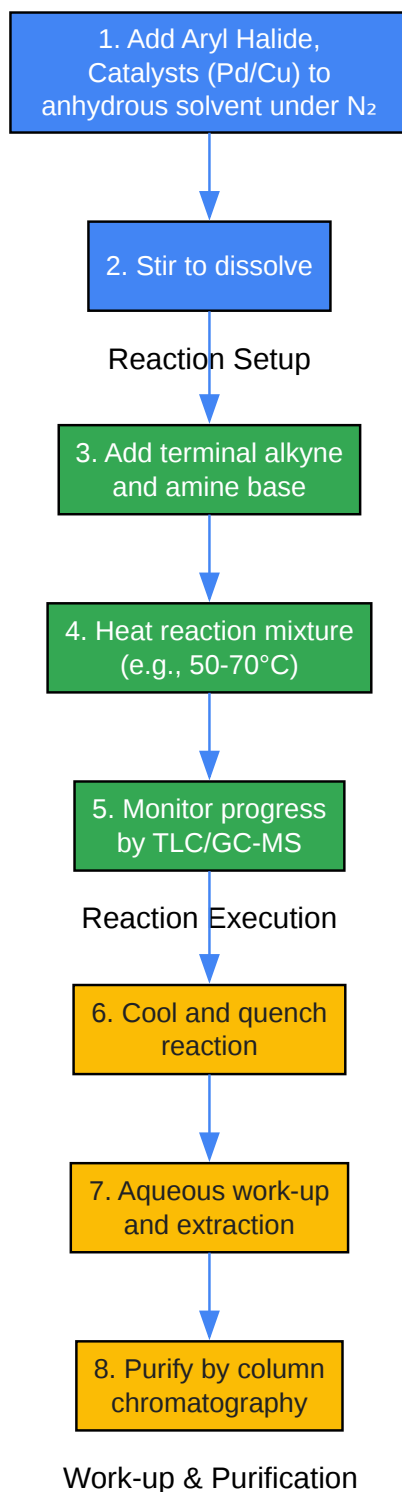 1. Add Aryl Halide,
Catalysts (Pd/Cu) to
anhydrous solvent under N₂
2. Stir to dissolve
Reaction Setup
3. Add terminal alkyne
and amine base
4. Heat reaction mixture
(e.g., 50-70°C)
5. Monitor progress
by TLC/GC-MS
Reaction Execution
6. Cool and quench
reaction
7. Aqueous work-up
and extraction
8. Purify by column
chromatography
Work-up & Purification